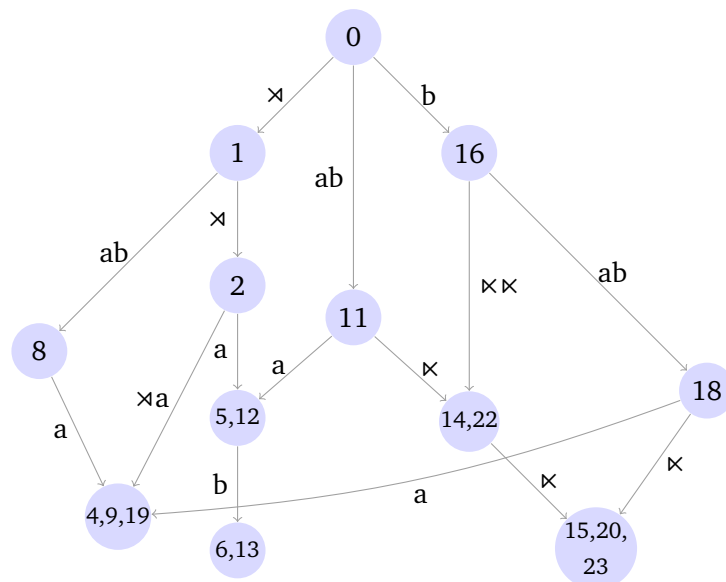 0
⋊
b
1
ab
16
ab
⋊
ab
2
⋉⋉
11
8
a
a
⋉
18
⋊a
5,12
14,22
a
b
⋉
⋉
a
4,9,19
6,13
15,20,
23